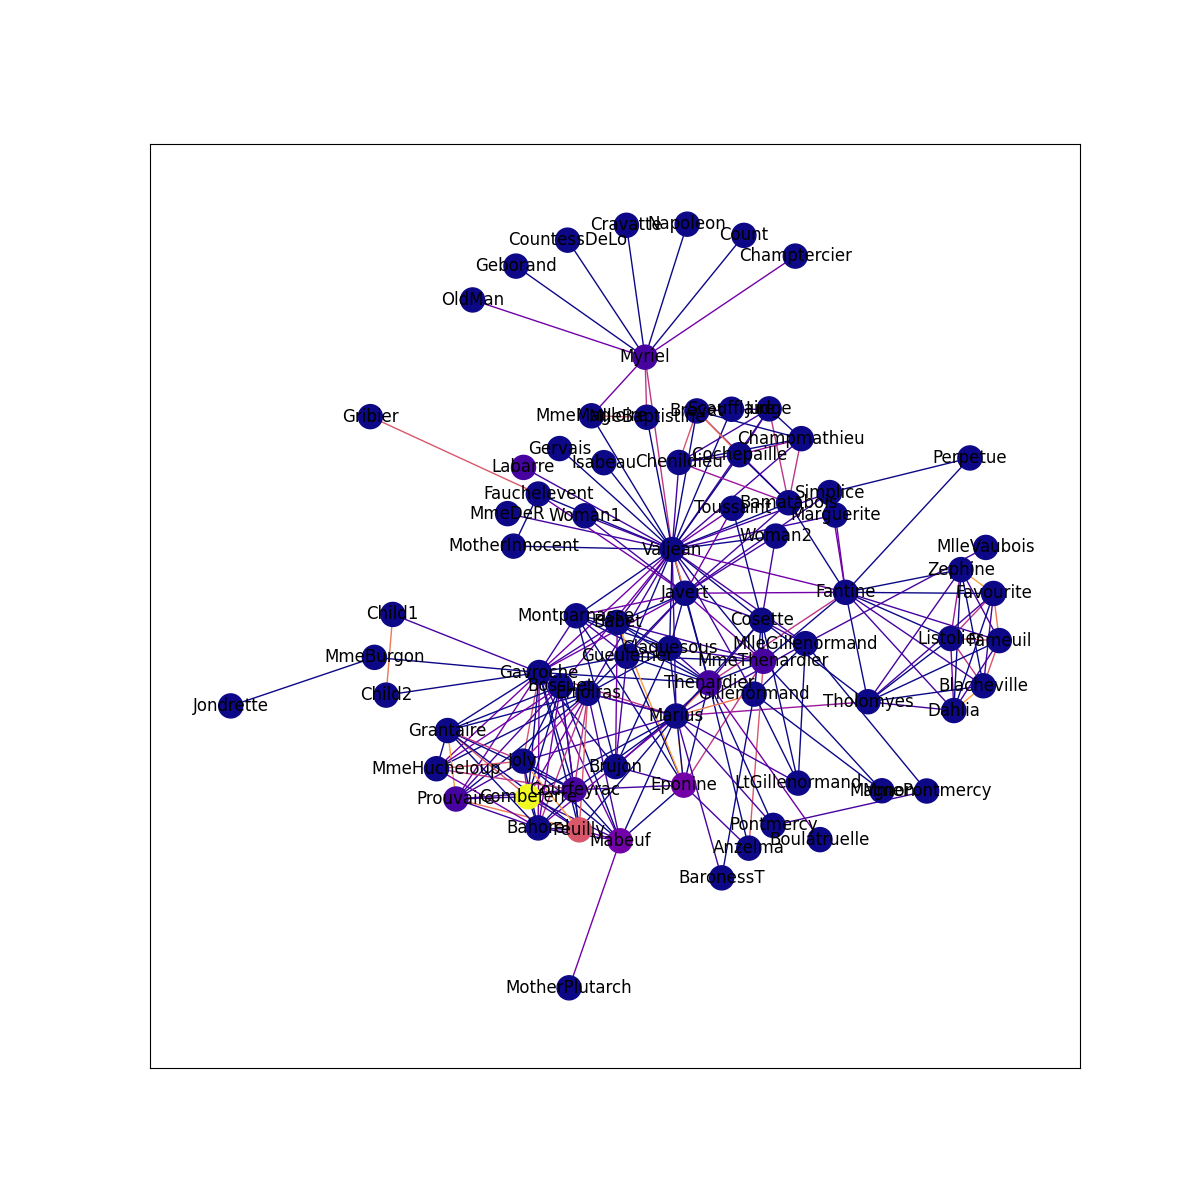 Cravatte
Napoleon
CountessDeLo
Count
Champtercier
Geborand
OldMan
Myriel
Gribier
MmeMagloire
MlleBaptistine
Brevet
Scaufflaire
Judge
Champmathieu
Gervais
Cochepaille
Labarre
Isabeau
Chenildieu
Perpetue
Fauchelevent
Simplice
MmeDeR
Woman1
Toussaint
Bamatabois
Marguerite
MotherInnocent
Valjean
Woman2
MlleVaubois
Zephine
Javert
Fantine
Favourite
Child1
Montparnasse
Babet
Cosette
Listolier
Fameuil
MmeBurgon
Gueulemer
Claquesous
MlleGillenormand
MmeThenardier
Gavroche
Bossuet
Enjolras
Thenardier
Gillenormand
Blacheville
Child2
Jondrette
Tholomyes
Dahlia
Marius
Grantaire
MmeHucheloup
Joly
Brujon
Prouvaire
Combeferre
Courfeyrac
Eponine
LtGillenormand
Magnon
MmePontmercy
Bahorel
Feuilly
Mabeuf
Pontmercy
Boulatruelle
Anzelma
BaronessT
MotherPlutarch